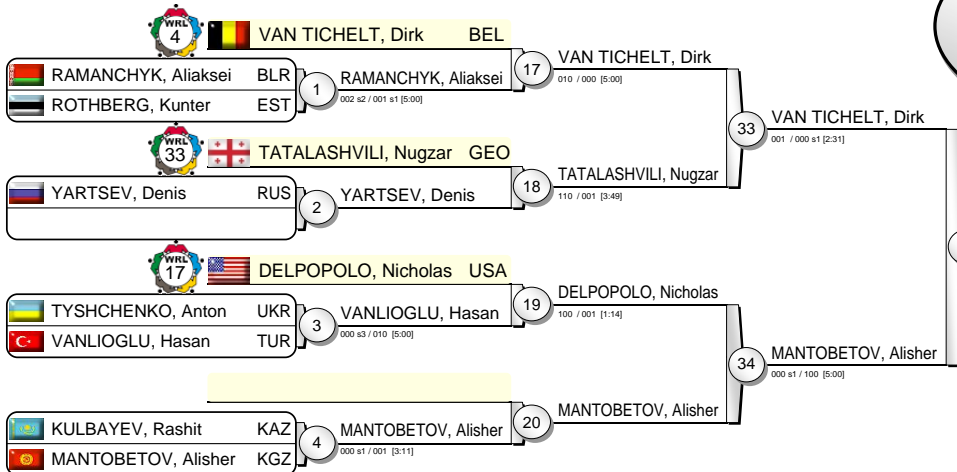 WRL
4
VAN TICHELT, Dirk BEL
RAMANCHYK, Aliaksei BLR
ROTHBERG, Kunter EST
1
RAMANCHYK, Aliaksei
002 s2 / 001 s1 [5:00]
17
VAN TICHELT, Dirk
010 / 000 [5:00]
WRL
33
TATALASHVILI, Nugzar GEO
YARTSEV, Denis RUS
2
YARTSEV, Denis
18
TATALASHVILI, Nugzar
110 / 001 [3:49]
33
VAN TICHELT, Dirk
001 / 000 s1 [2:31]
WRL
17
DELPOPOLO, Nicholas USA
TYSHCHENKO, Anton UKR
VANLIOGLU, Hasan TUR
3
VANLIOGLU, Hasan
000 s3 / 010 [5:00]
19
DELPOPOLO, Nicholas
100 / 001 [1:14]
KULBAYEV, Rashit KAZ
MANTOBETOV, Alisher KGZ
4
MANTOBETOV, Alisher
000 s1 / 001 [3:11]
20
MANTOBETOV, Alisher
34
MANTOBETOV, Alisher
000 s1 / 100 [5:00]